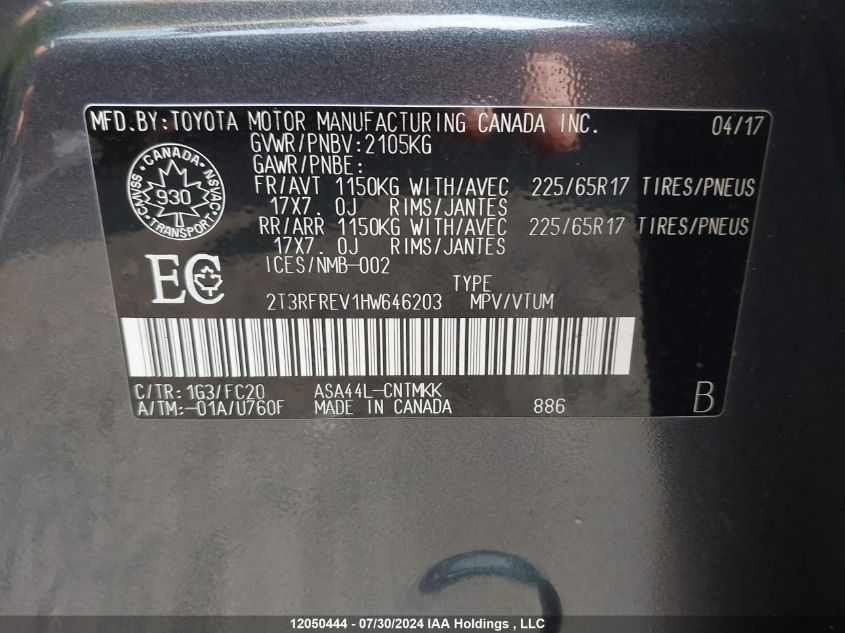 MFD.BY:TOYOTA MOTOR MANUFACTURING CANADA INC. 04/17
GVWR/PNBV:2105KG
GAWR/PNBE:
FR/AVT 1150KG WITH/AVEC 225/65R17 TIRES/PNEUS
17X7. 0J RIMS/JANTES
RR/ARR 1150KG WITH/AVEC 225/65R17 TIRES/PNEUS
17X7. 0J RIMS/JANTES
CANADA
CMVSS 930 NSVAC
TRANSPORT
ICES/NMB-002
EC
TYPE
2T3RFREV1HW646203 MPV/VTUM
C/TR: 1G3/FC20 ASA44L-CNTMKK
A/TM:-01A/U760F MADE IN CANADA 886 B
12050444 - 07/30/2024 IAA Holdings , LLC